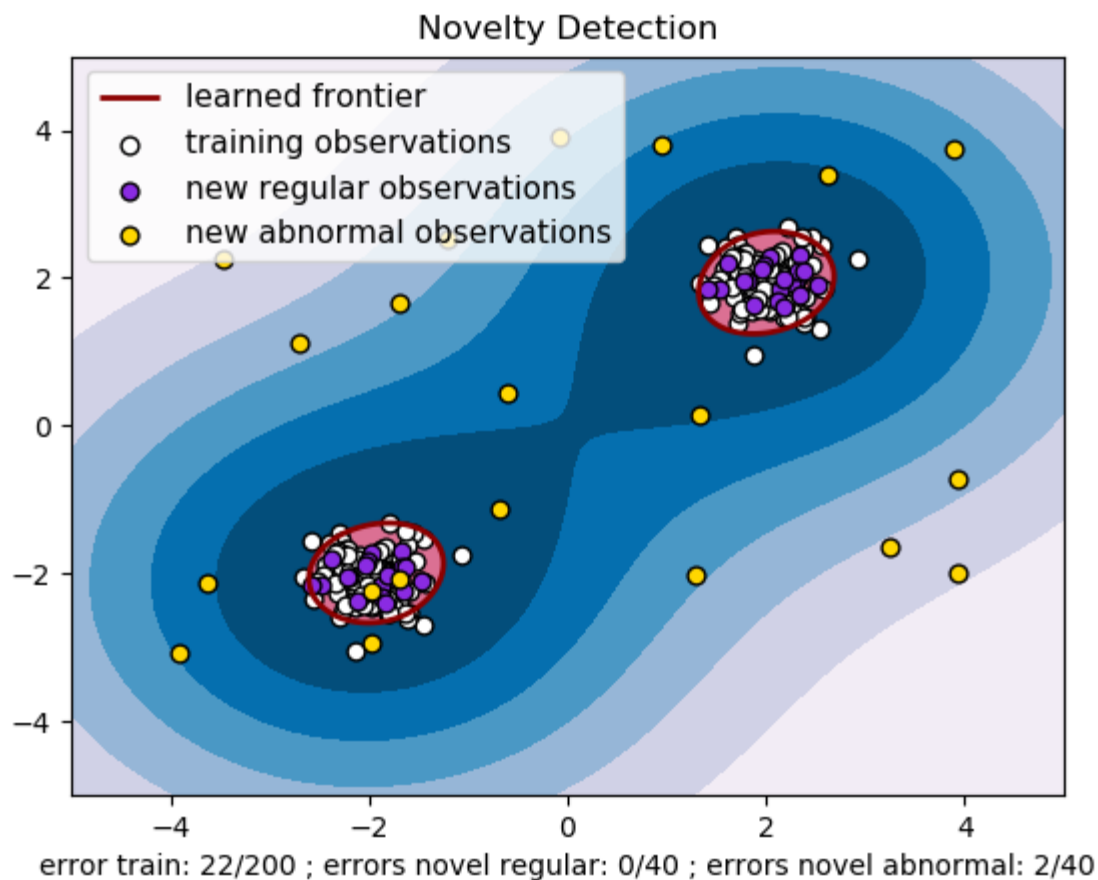 Novelty Detection
learned frontier
training observations
new regular observations
new abnormal observations
4
2
0
−2
−4
−4 −2 0 2 4
error train: 22/200 ; errors novel regular: 0/40 ; errors novel abnormal: 2/40